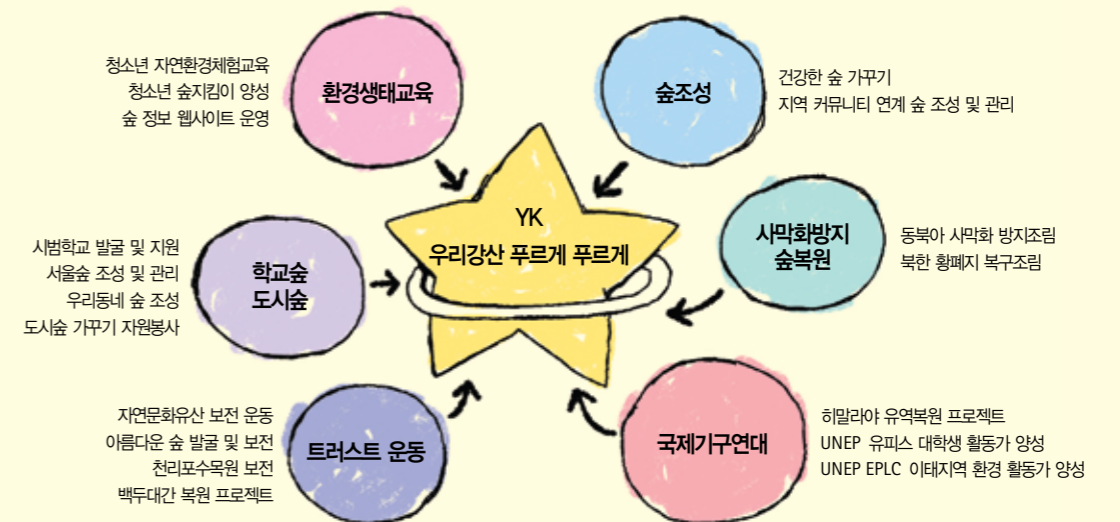 청소년 자연환경체험교육
청소년 숲지킴이 양성
숲 정보 웹사이트 운영
환경생태교육
숲조성
건강한 숲 가꾸기
지역 커뮤니티 연계 숲 조성 및 관리
YK
우리강산 푸르게 푸르게
시범학교 발굴 및 지원
서울숲 조성 및 관리
우리동네 숲 조성
도시숲 가꾸기 자원봉사
학교숲
도시숲
사막화방지
숲복원
동북아 사막화 방지조림
북한 황폐지 복구조림
자연문화유산 보전 운동
아름다운 숲 발굴 및 보전
천리포수목원 보전
백두대간 복원 프로젝트
트러스트 운동
국제기구연대
히말라야 유역복원 프로젝트
UNEP 유피스 대학생 활동가 양성
UNEP EPLC 이태지역 환경 활동가 양성